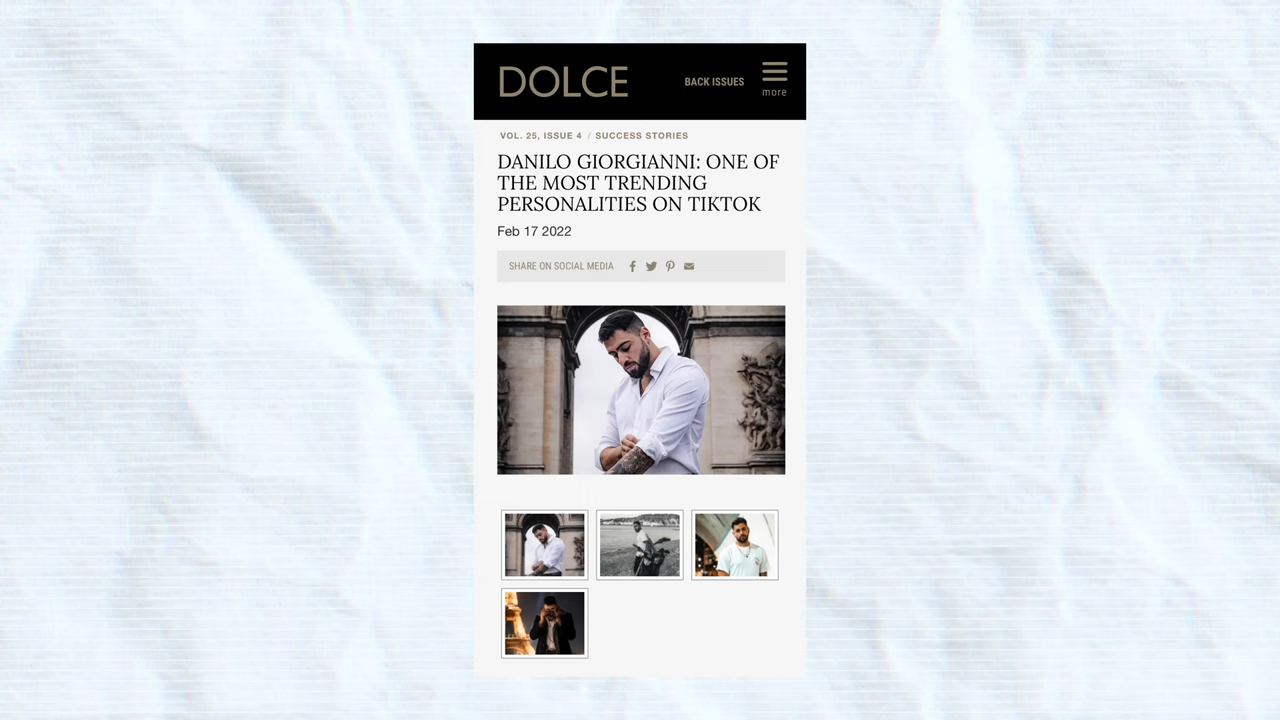 DOLCE
BACK ISSUES
more
VOL. 25, ISSUE 4 / SUCCESS STORIES
DANILO GIORGIANNI: ONE OF
THE MOST TRENDING
PERSONALITIES ON TIKTOK
Feb 17 2022
SHARE ON SOCIAL MEDIA